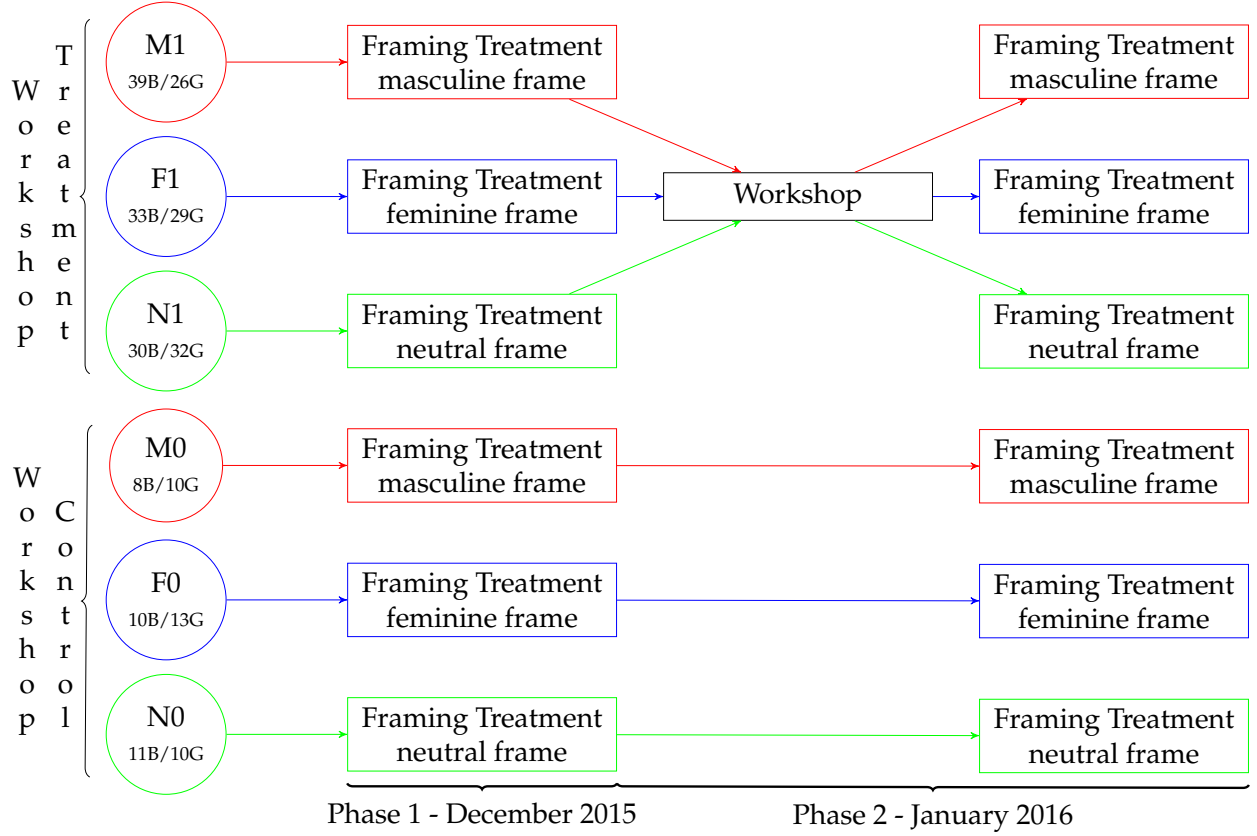 Workshop
Treatment
M1
39B/26G
Framing Treatment
masculine frame
Framing Treatment
masculine frame
F1
33B/29G
Framing Treatment
feminine frame
Workshop
Framing Treatment
feminine frame
N1
30B/32G
Framing Treatment
neutral frame
Framing Treatment
neutral frame
Workshop
Control
M0
8B/10G
Framing Treatment
masculine frame
Framing Treatment
masculine frame
F0
10B/13G
Framing Treatment
feminine frame
Framing Treatment
feminine frame
N0
11B/10G
Framing Treatment
neutral frame
Framing Treatment
neutral frame
Phase 1 - December 2015
Phase 2 - January 2016